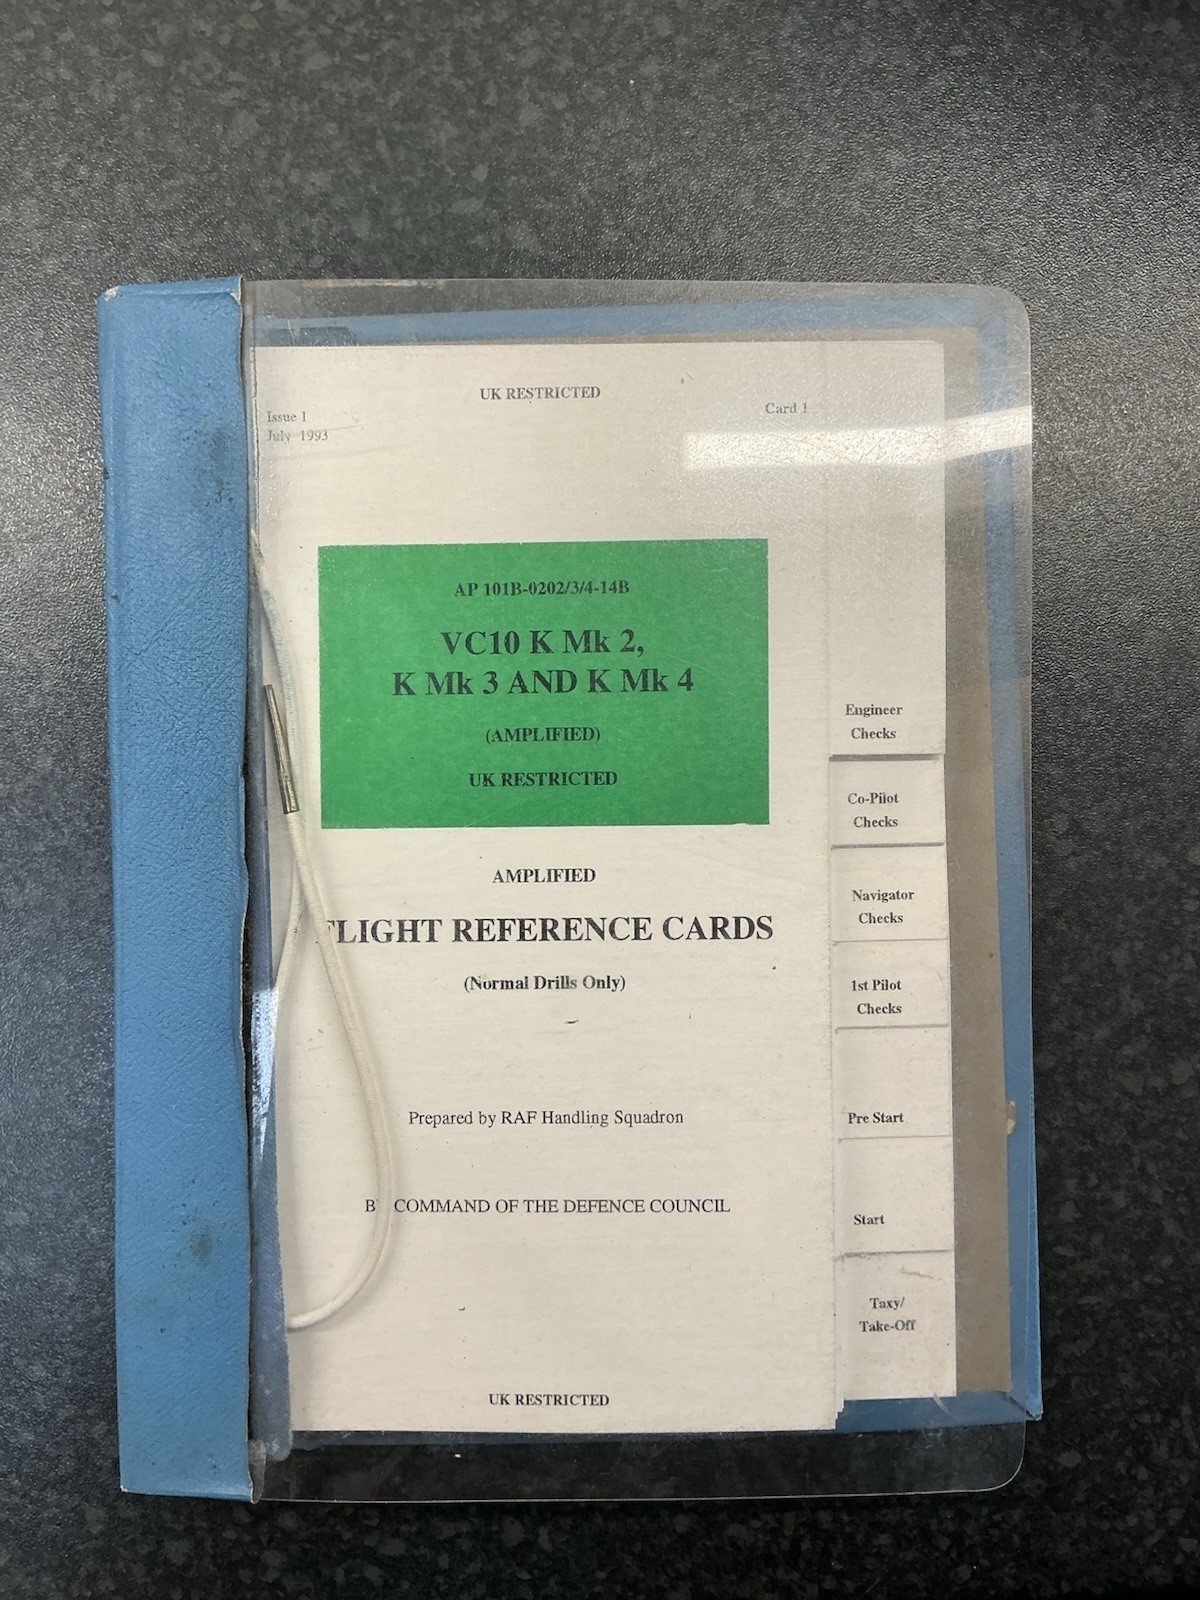 UK RESTRICTED
Issue 1
Card 1
July 1993
AP 101B-0202/3/4-14B
VC10 K Mk 2,
K Mk 3 AND K Mk 4
(AMPLIFIED)
UK RESTRICTED
AMPLIFIED
FLIGHT REFERENCE CARDS
(Normal Drills Only)
Prepared by RAF Handling Squadron
BY COMMAND OF THE DEFENCE COUNCIL
UK RESTRICTED
Engineer
Checks
Co-Pilot
Checks
Navigator
Checks
1st Pilot
Checks
Pre Start
Start
Taxy/
Take-Off